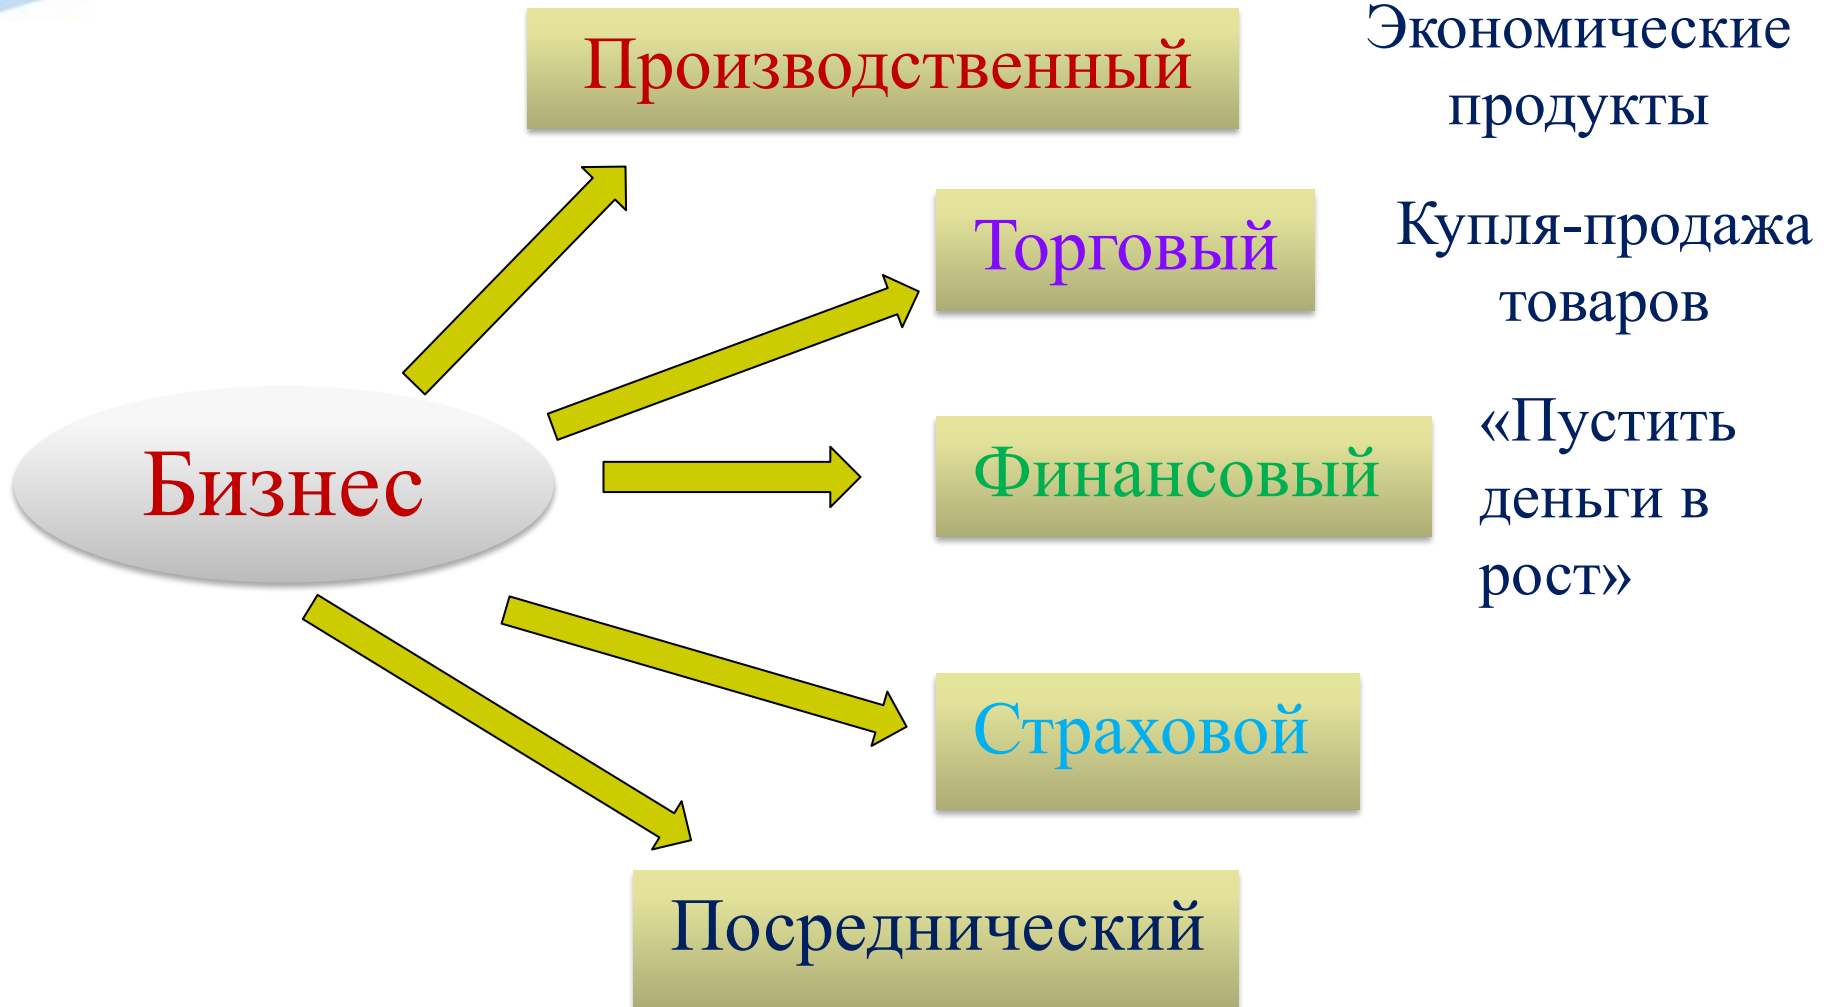 Производственный
Экономические
продукты
Торговый
Купля-продажа
товаров
Бизнес
Финансовый
«Пустить
деньги в
рост»
Страховой
Посреднический